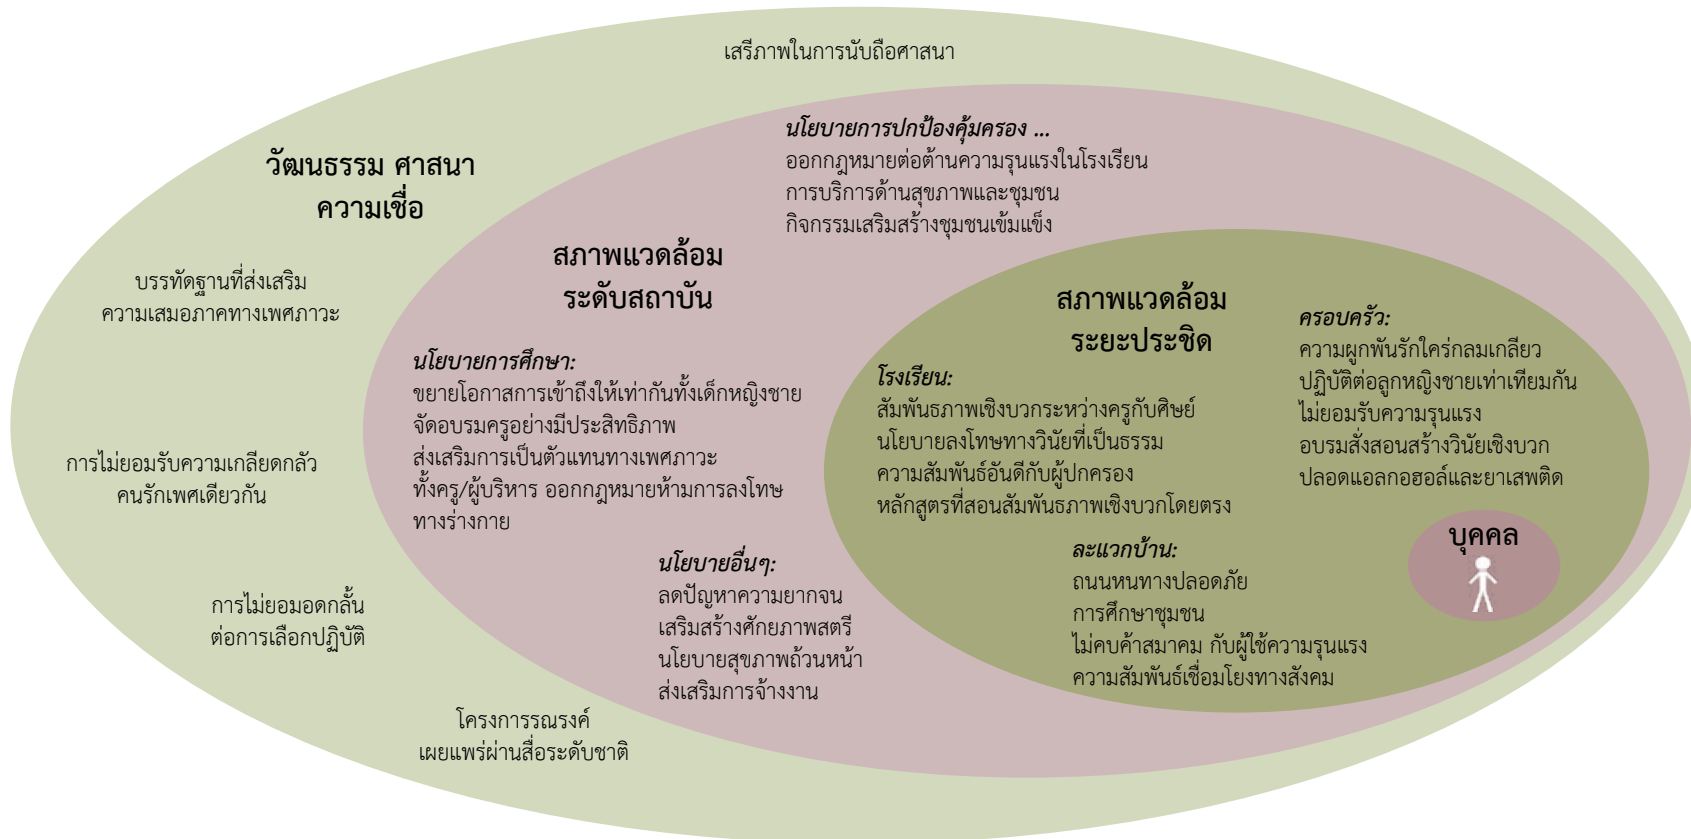 เสรีภาพในการนับถือศาสนา
วัฒนธรรม ศาสนา
ความเชื่อ
บรรทัดฐานที่ส่งเสริม
ความเสมอภาคทางเพศภาวะ
การไม่ยอมรับความเกลียดกลัว
คนรักเพศเดียวกัน
การไม่ยอมอดกลั้น
ต่อการเลือกปฏิบัติ
โครงการรณรงค์
เผยแพร่ผ่านสื่อระดับชาติ
นโยบายการปกป้องคุ้มครอง ...
ออกกฎหมายต่อต้านความรุนแรงในโรงเรียน
การบริการด้านสุขภาพและชุมชน
กิจกรรมเสริมสร้างชุมชนเข้มแข็ง
สภาพแวดล้อม
ระดับสถาบัน
นโยบายการศึกษา:
ขยายโอกาสการเข้าถึงให้เท่ากันทั้งเด็กหญิงชาย
จัดอบรมครูอย่างมีประสิทธิภาพ
ส่งเสริมการเป็นตัวแทนทางเพศภาวะ
ทั้งครู/ผู้บริหาร ออกกฎหมายห้ามการลงโทษ
ทางร่างกาย
นโยบายอื่นๆ:
ลดปัญหาความยากจน
เสริมสร้างศักยภาพสตรี
นโยบายสุขภาพถ้วนหน้า
ส่งเสริมการจ้างงาน
สภาพแวดล้อม
ระยะประชิด
โรงเรียน:
สัมพันธภาพเชิงบวกระหว่างครูกับศิษย์
นโยบายลงโทษทางวินัยที่เป็นธรรม
ความสัมพันธ์อันดีกับผู้ปกครอง
หลักสูตรที่สอนสัมพันธภาพเชิงบวกโดยตรง
ครอบครัว:
ความผูกพันรักใคร่กลมเกลียว
ปฏิบัติต่อลูกหญิงชายเท่าเทียมกัน
ไม่ยอมรับความรุนแรง
อบรมสั่งสอนสร้างวินัยเชิงบวก
ปลอดแอลกอฮอล์และยาเสพติด
ละแวกบ้าน:
ถนนหนทางปลอดภัย
การศึกษาชุมชน
ไม่คบค้าสมาคม กับผู้ใช้ความรุนแรง
ความสัมพันธ์เชื่อมโยงทางสังคม
บุคคล